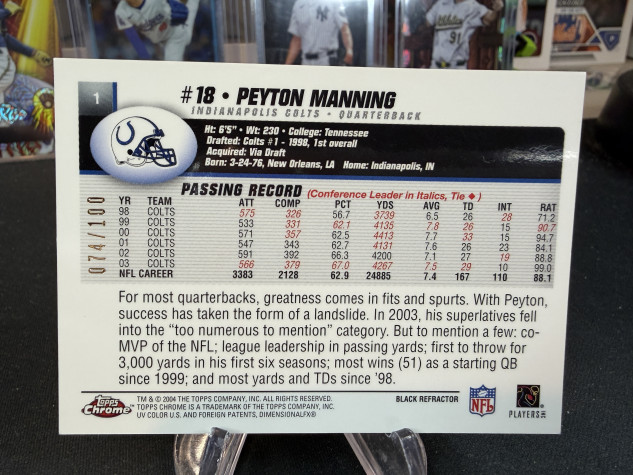 1
#18 • PEYTON MANNING
INDIANAPOLIS COLTS • QUARTERBACK
Ht: 6'5" • Wt: 230 • College: Tennessee
Drafted: Colts #1 - 1998, 1st overall
Acquired: Via Draft
Born: 3-24-76, New Orleans, LA Home: Indianapolis, IN
PASSING RECORD (Conference Leader in Italics, Tie ♦)
YR TEAM ATT COMP PCT YDS AVG TD INT RAT
98 COLTS 575 326 56.7 3739 6.5 26 28 71.2
99 COLTS 533 331 62.1 4135 7.8 26 15 90.7
00 COLTS 571 357 62.5 4413 7.7 33 15 94.7
01 COLTS 547 343 62.7 4131 7.6 26 23 84.1
02 COLTS 591 392 66.3 4200 7.1 27 19 88.8
03 COLTS 566 379 67.0 4267 7.5 29 10 99.0
NFL CAREER 3383 2128 62.9 24885 7.4 167 110 88.1
074/100
For most quarterbacks, greatness comes in fits and spurts. With Peyton,
success has taken the form of a landslide. In 2003, his superlatives fell
into the "too numerous to mention" category. But to mention a few: co-
MVP of the NFL; league leadership in passing yards; first to throw for
3,000 yards in his first six seasons; most wins (51) as a starting QB
since 1999; and most yards and TDs since '98.
Topps Chrome
TM & © 2004 THE TOPPS COMPANY, INC. ALL RIGHTS RESERVED.
TOPPS CHROME IS A TRADEMARK OF THE TOPPS COMPANY, INC.
UV COLOR U.S. AND FOREIGN PATENTS, DIMENSIONALFX®
BLACK REFRACTOR
NFL
PLAYERS INC
91